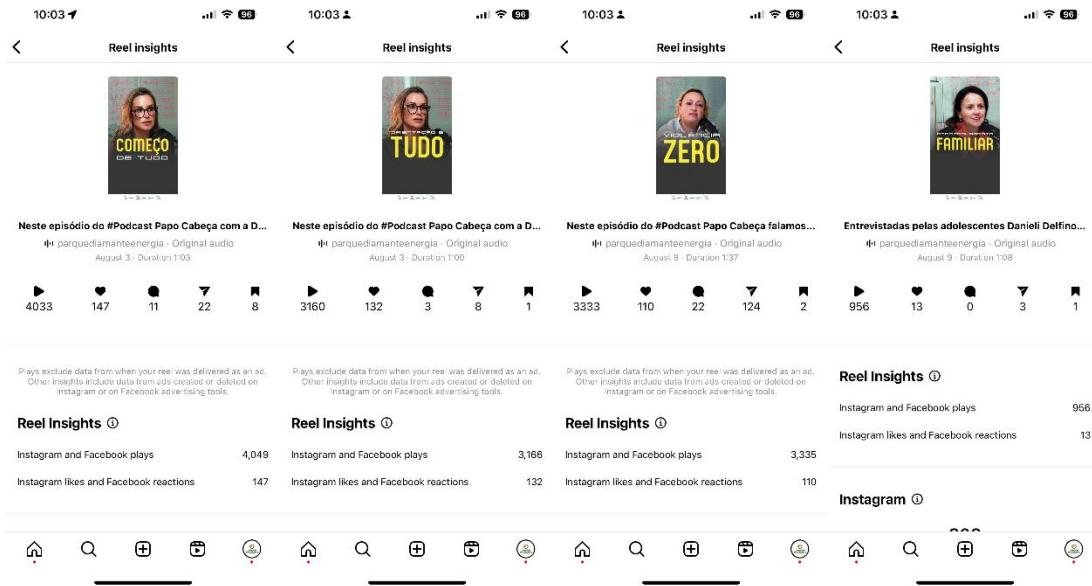 10:03
96
Reel insights
COMEÇO
DE TUDO
Neste episódio do #Podcast Papo Cabeça com a D...
parquediamanteenergia · Original audio
August 3 · Duration 1:03
4033 147 11 22 8
Plays exclude data from when your reel was delivered as an ad.
Other insights include data from ads created or deleted on
Instagram or on Facebook advertising tools.
Reel Insights
Instagram and Facebook plays 4,049
Instagram likes and Facebook reactions 147
10:03
96
Reel insights
TUDO
Neste episódio do #Podcast Papo Cabeça com a D...
parquediamanteenergia · Original audio
August 3 · Duration 1:00
3160 132 3 8 1
Plays exclude data from when your reel was delivered as an ad.
Other insights include data from ads created or deleted on
Instagram or on Facebook advertising tools.
Reel Insights
Instagram and Facebook plays 3,166
Instagram likes and Facebook reactions 132
10:03
96
Reel insights
VIOLÊNCIA
ZERO
Neste episódio do #Podcast Papo Cabeça falamos...
parquediamanteenergia · Original audio
August 8 · Duration 1:37
3333 110 22 124 2
Plays exclude data from when your reel was delivered as an ad.
Other insights include data from ads created or deleted on
Instagram or on Facebook advertising tools.
Reel Insights
Instagram and Facebook plays 3,335
Instagram likes and Facebook reactions 110
10:03
96
Reel insights
FAMILIAR
Entrevistadas pelas adolescentes Danieli Delfino...
parquediamanteenergia · Original audio
August 9 · Duration 1:08
956 13 0 3 1
Reel Insights
Instagram and Facebook plays 956
Instagram likes and Facebook reactions 13
Instagram